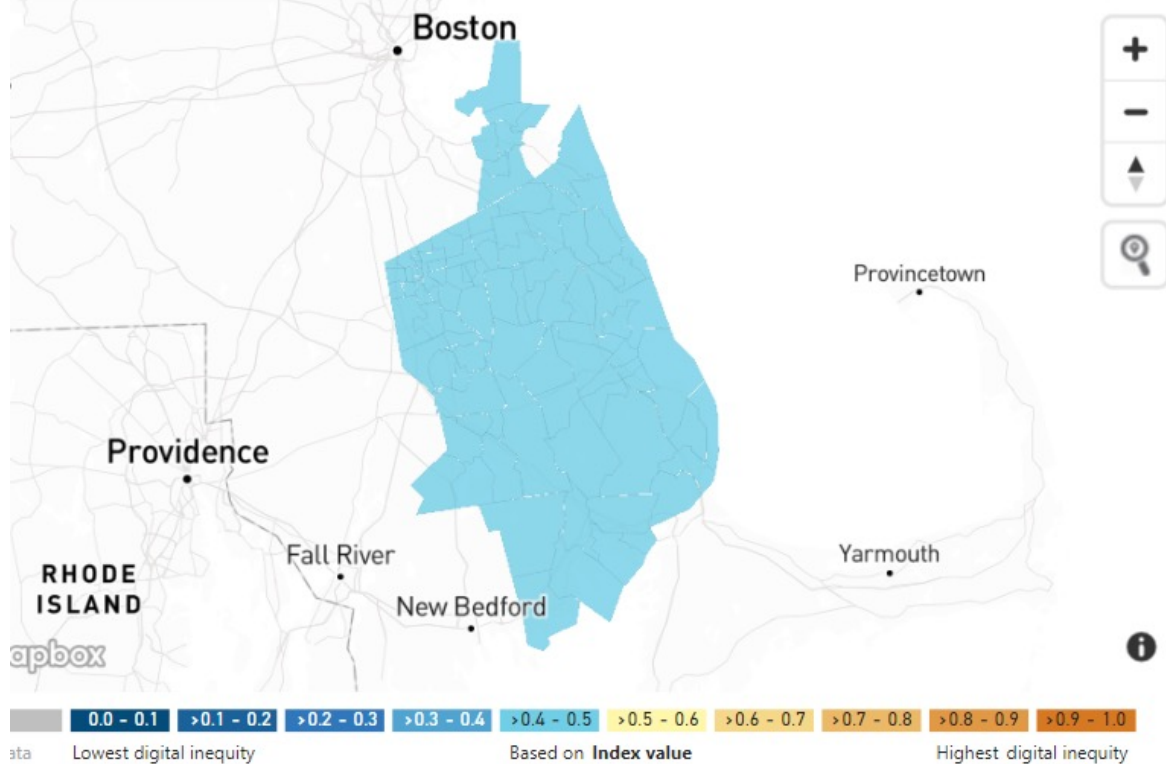 Boston
Provincetown
Providence
Fall River
Yarmouth
RHODE
ISLAND
New Bedford
apbox
0.0 - 0.1 >0.1 - 0.2 >0.2 - 0.3 >0.3 - 0.4 >0.4 - 0.5 >0.5 - 0.6 >0.6 - 0.7 >0.7 - 0.8 >0.8 - 0.9 >0.9 - 1.0
ata Lowest digital inequity Based on Index value Highest digital inequity